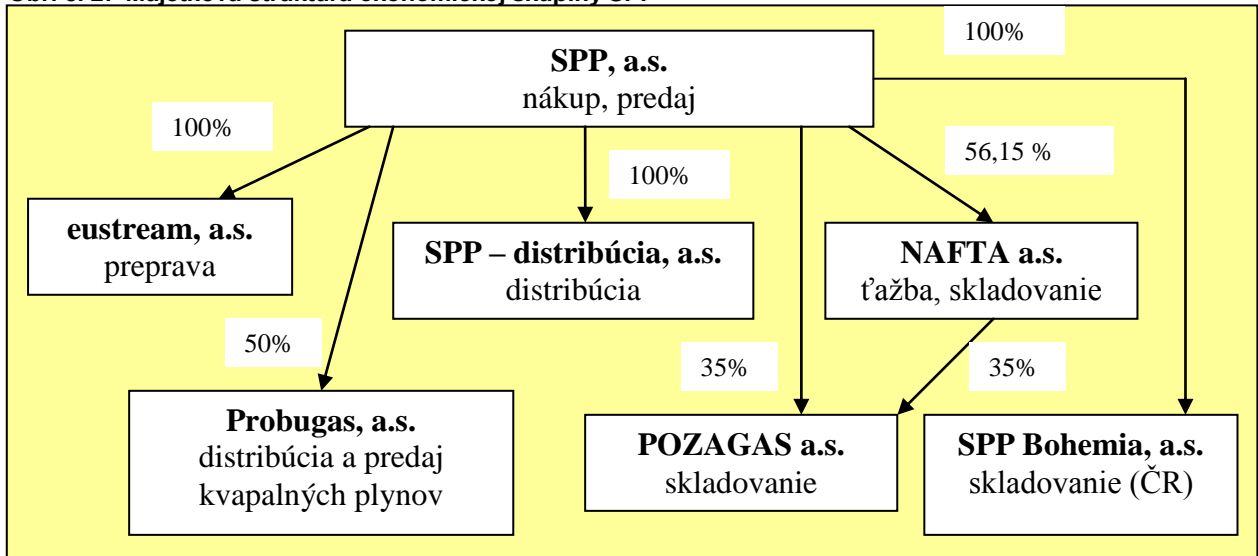 100%
SPP, a.s.
nákup, predaj
100%
56,15 %
100%
eustream, a.s.
preprava
SPP – distribúcia, a.s.
distribúcia
NAFTA a.s.
ťažba, skladovanie
50%
35%
35%
Probugas, a.s.
distribúcia a predaj
kvapalných plynov
POZAGAS a.s.
skladovanie
SPP Bohemia, a.s.
skladovanie (ČR)